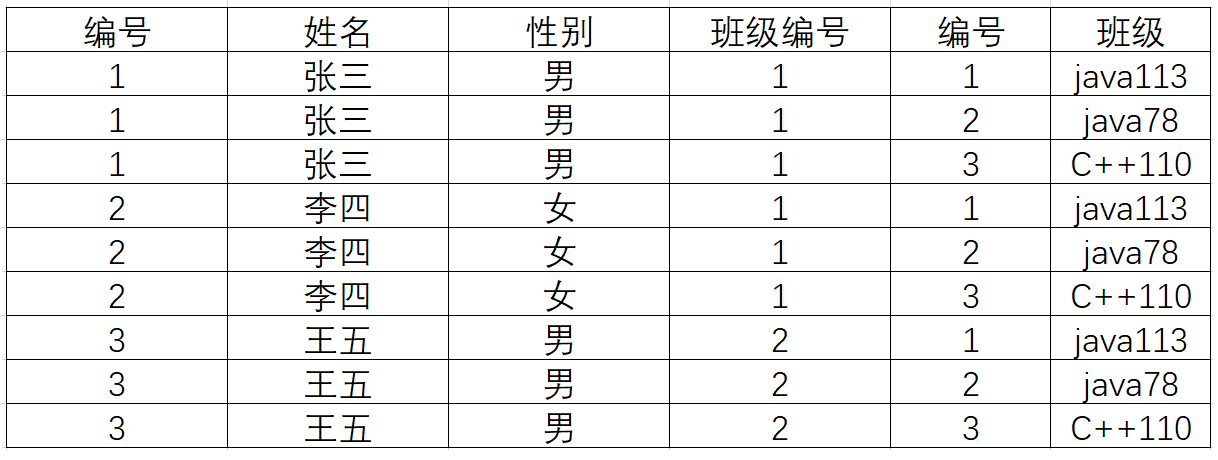 编号 姓名 性别 班级编号 编号 班级
1 张三 男 1 1 java113
1 张三 男 1 2 java78
1 张三 男 1 3 C++110
2 李四 女 1 1 java113
2 李四 女 1 2 java78
2 李四 女 1 3 C++110
3 王五 男 2 1 java113
3 王五 男 2 2 java78
3 王五 男 2 3 C++110